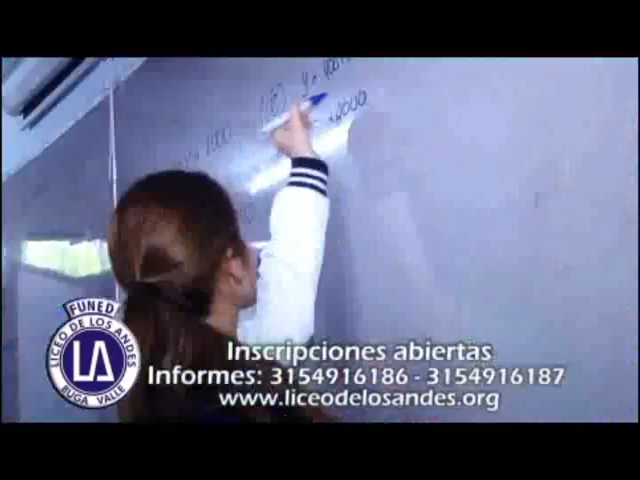 FUNED
LICEO DE LOS ANDES
LA
BUGA VALLE
Inscripciones abiertas
Informes: 3154916186 - 3154916187
www.liceodelosandes.org